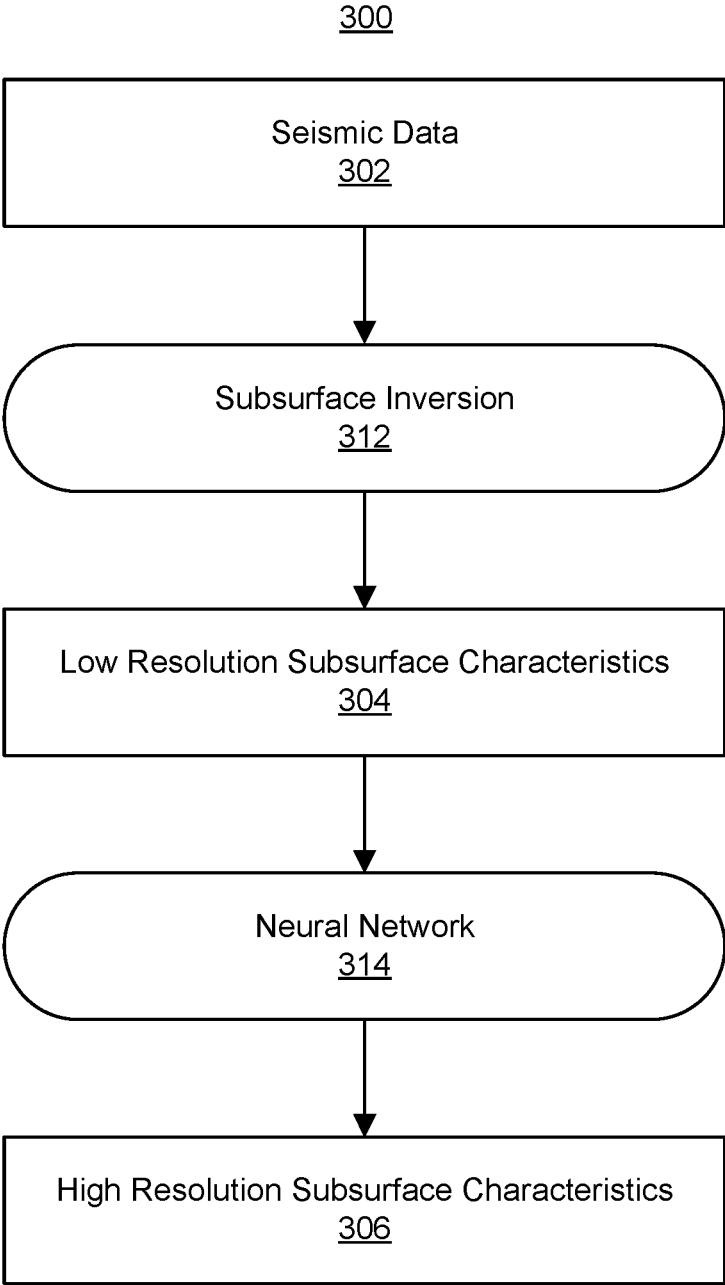 300
Seismic Data
302
Subsurface Inversion
312
Low Resolution Subsurface Characteristics
304
Neural Network
314
High Resolution Subsurface Characteristics
306